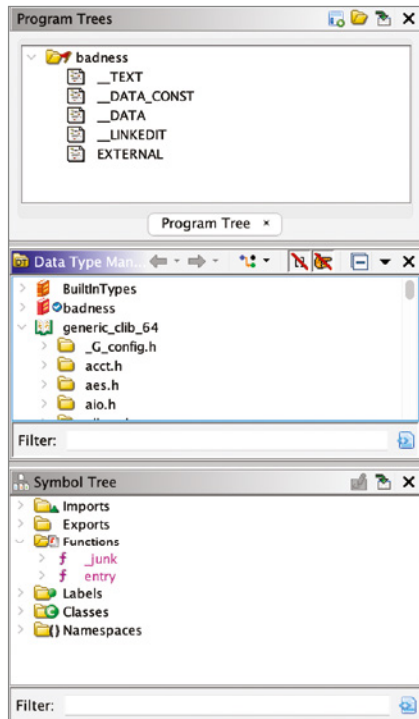 Program Trees
badness
__TEXT
__DATA_CONST
__DATA
__LINKEDIT
EXTERNAL
Program Tree ×
Data Type Man...
BuiltInTypes
badness
generic_clib_64
_G_config.h
acct.h
aes.h
aio.h
Filter:
Symbol Tree
Imports
Exports
Functions
f _junk
f entry
Labels
Classes
Namespaces
Filter: